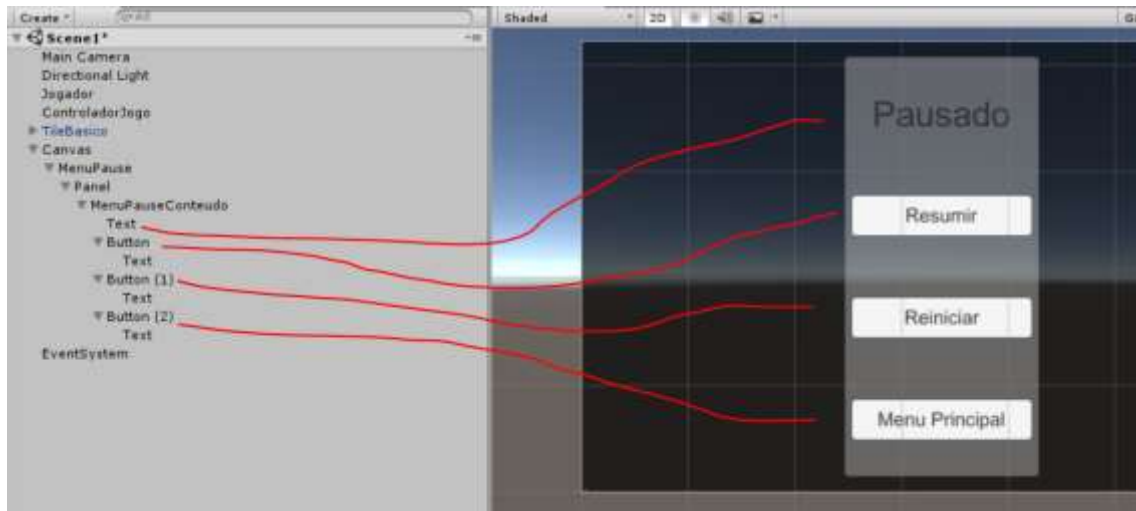 Create
Scene1*
Main Camera
Directional Light
Jogador
ControladorJogo
TileBasico
Canvas
MenuPause
Panel
MenuPauseConteudo
Text
Button
Text
Button (1)
Text
Button (2)
Text
EventSystem
Shaded
2D
Pausado
Resumir
Reiniciar
Menu Principal